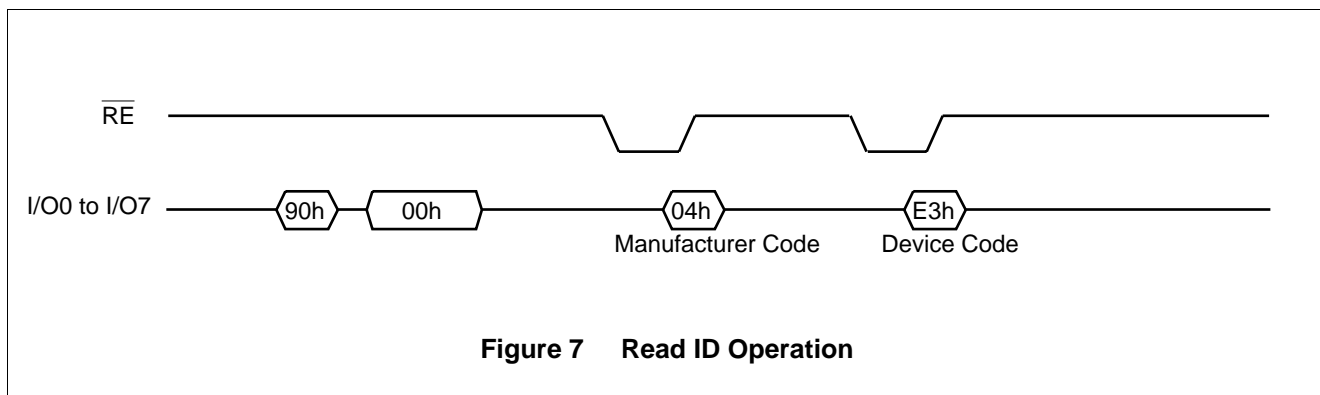 RE
I/O0 to I/O7
90h 00h 04h E3h
Manufacturer Code Device Code
Figure 7 Read ID Operation